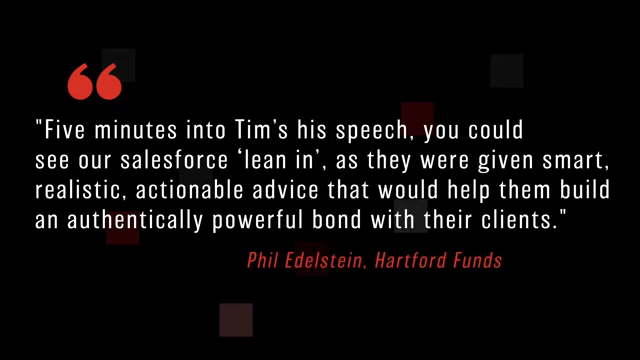 "Five minutes into Tim’s his speech, you could
see our salesforce ‘lean in’, as they were given smart,
realistic, actionable advice that would help them build
an authentically powerful bond with their clients."
Phil Edelstein, Hartford Funds